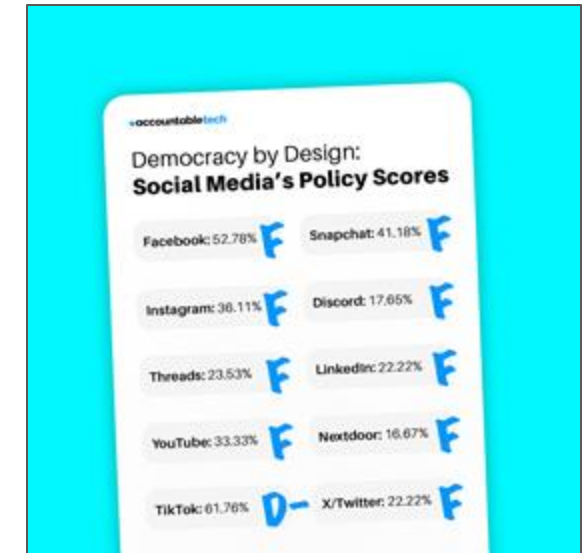 accountabletech
Democracy by Design:
Social Media's Policy Scores
Facebook: 52.78% F
Snapchat: 41.18% F
Instagram: 36.11% F
Discord: 17.65% F
Threads: 23.53% F
LinkedIn: 22.22% F
YouTube: 33.33% F
Nextdoor: 16.67% F
TikTok: 61.76% D-
X/Twitter: 22.22% F